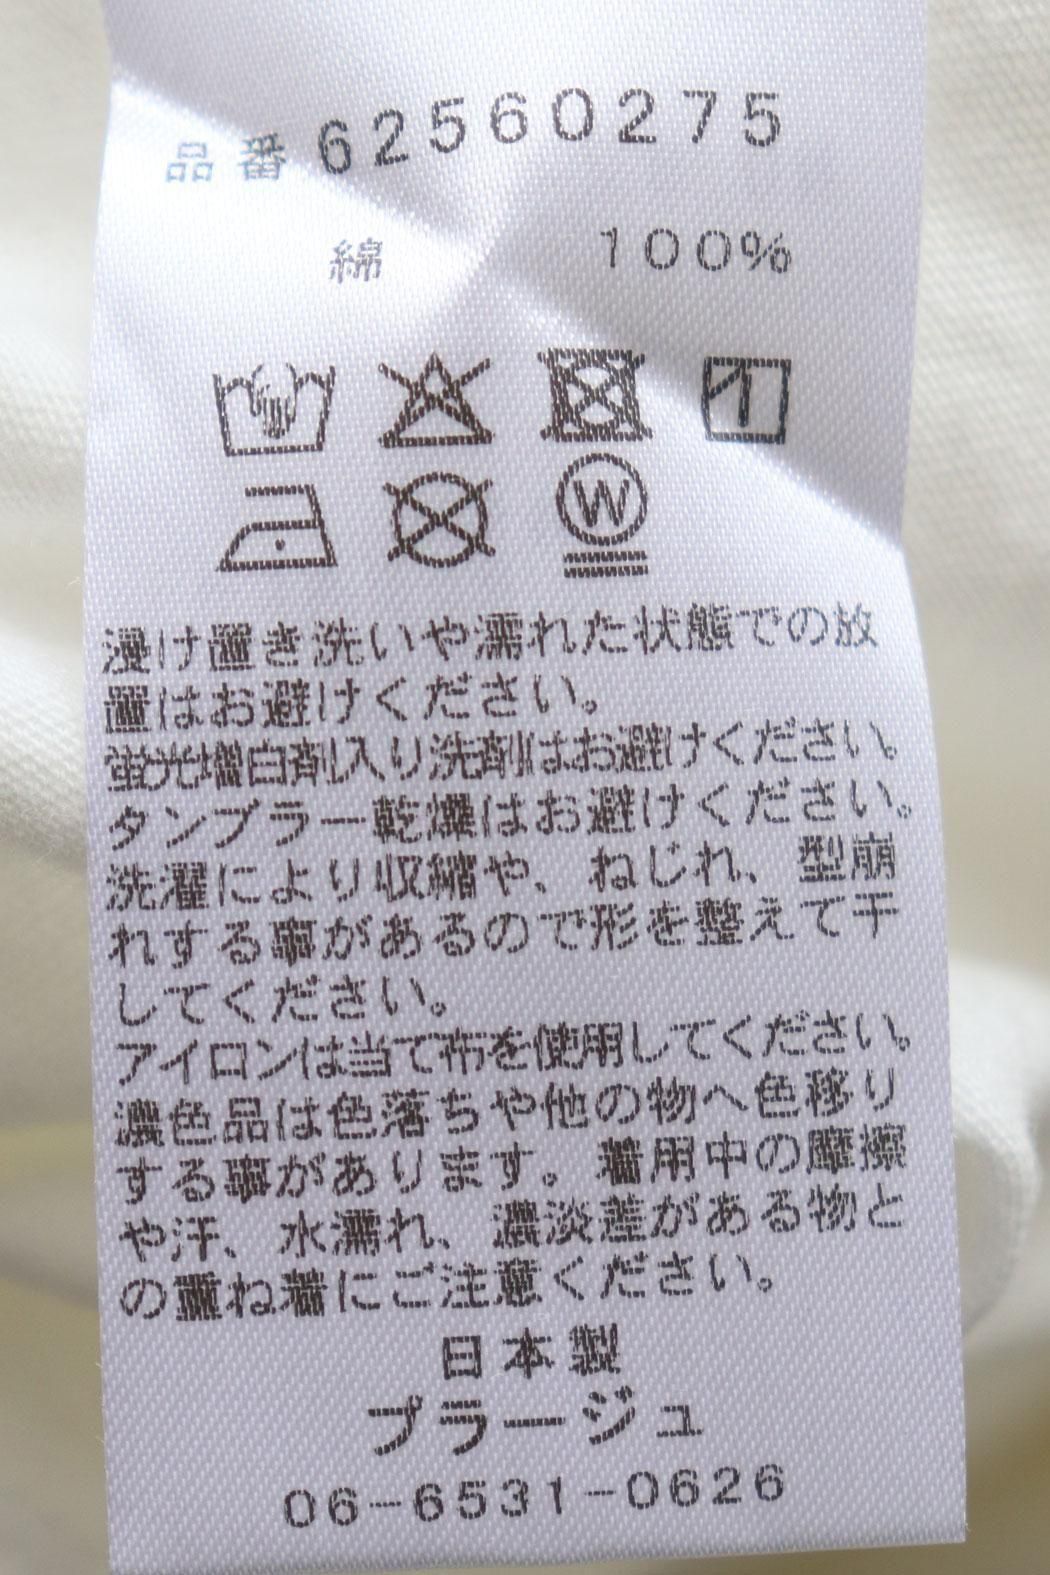 品番 62560275
綿 100%
W
浸け置き洗いや濡れた状態での放
置はお避けください。
蛍光増白剤入り洗剤はお避けください。
タンブラー乾燥はお避けください。
洗濯により収縮や、ねじれ、型崩
れする事があるので形を整えて干
してください。
アイロンは当て布を使用してください。
濃色品は色落ちや他の物へ色移り
する事があります。着用中の摩擦
や汗、水濡れ、濃淡差がある物と
の重ね着にご注意ください。
日本製
プラージュ
06-6531-0626